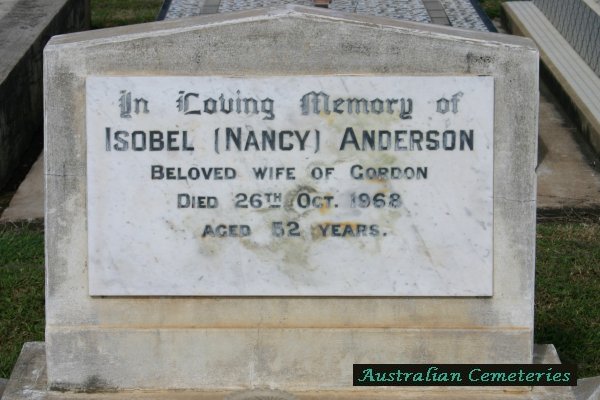 In Loving Memory of
ISOBEL (NANCY) ANDERSON
BELOVED WIFE OF GORDON
DIED 26TH OCT. 1968
AGED 52 YEARS.
Australian Cemeteries